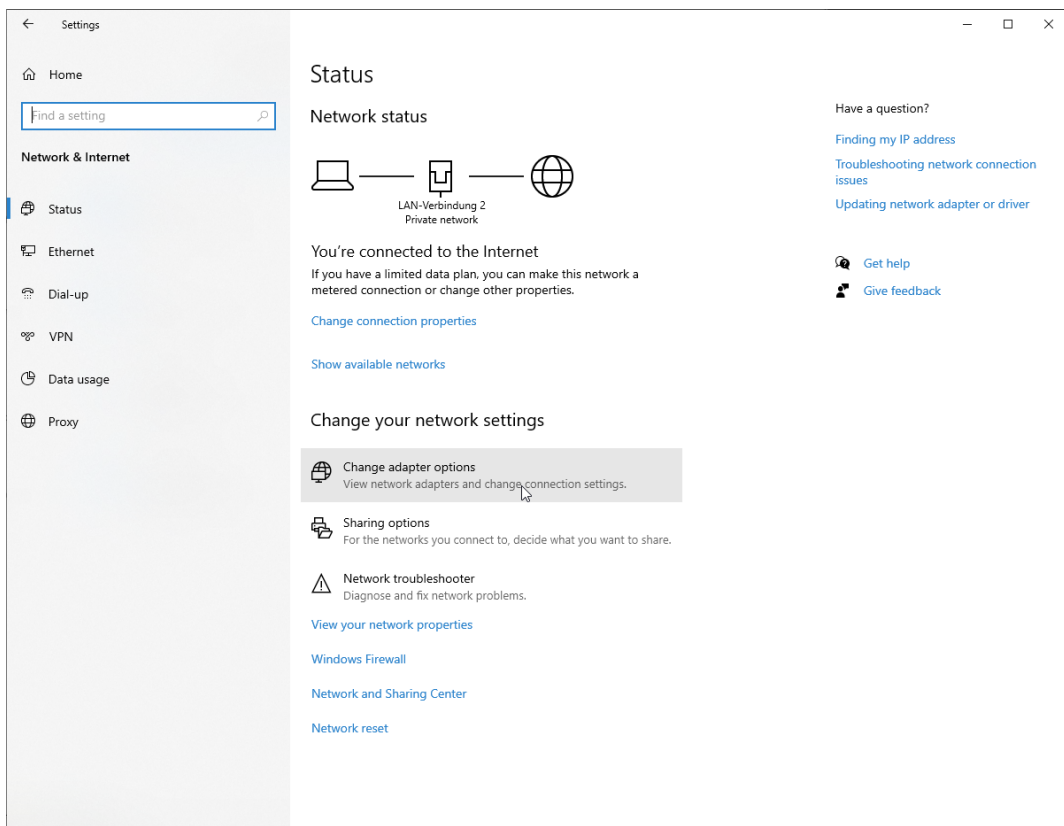 Settings
Home
Find a setting
Network & Internet
Status
Ethernet
Dial-up
VPN
Data usage
Proxy
Status
Network status
LAN-Verbindung 2
Private network
You're connected to the Internet
If you have a limited data plan, you can make this network a
metered connection or change other properties.
Change connection properties
Show available networks
Change your network settings
Change adapter options
View network adapters and change connection settings.
Sharing options
For the networks you connect to, decide what you want to share.
Network troubleshooter
Diagnose and fix network problems.
View your network properties
Windows Firewall
Network and Sharing Center
Network reset
Have a question?
Finding my IP address
Troubleshooting network connection
issues
Updating network adapter or driver
Get help
Give feedback